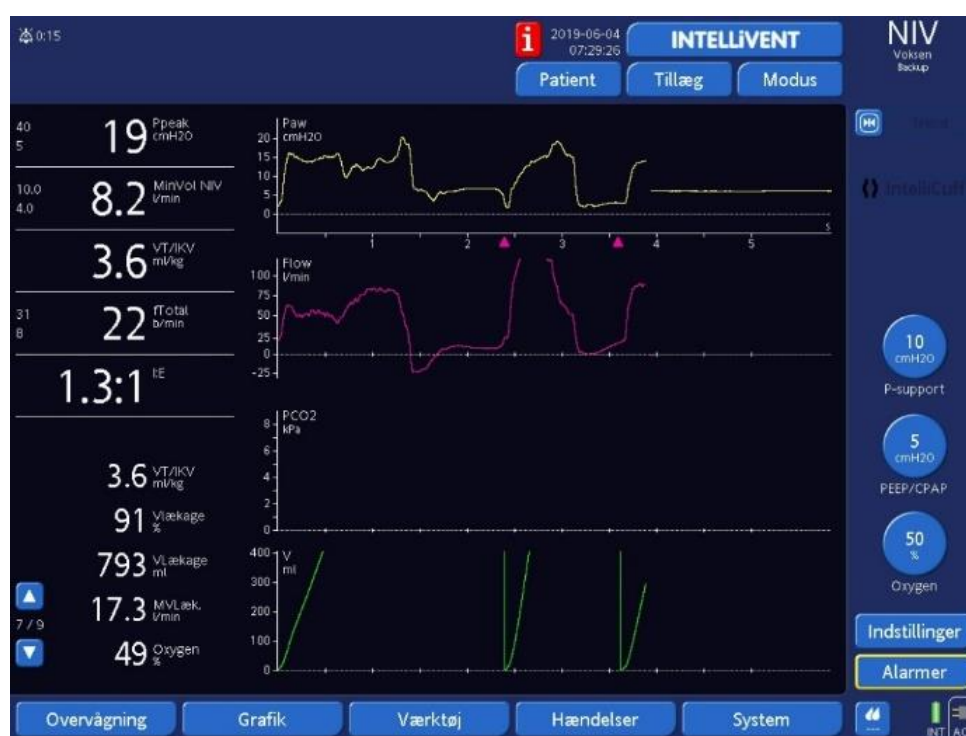 0:15
i
2019-06-04
07:29:26
INTELLiVENT
Patient
Tillæg
Modus
NIV
Voksen
Backup
40
5
19
Ppeak
cmH2O
10.0
4.0
8.2
MinVol NIV
l/min
3.6
VT/IKV
ml/kg
31
8
22
fTotal
b/min
1.3:1
I:E
3.6
VT/IKV
ml/kg
91
Vlækage
%
793
VLækage
ml
17.3
MVLæk.
l/min
7 / 9
49
Oxygen
%
Paw
cmH2O
20
15
10
5
0
1
2
3
4
5
s
Flow
l/min
100
75
50
25
0
-25
PCO2
kPa
8
6
4
2
0
V
ml
400
300
200
100
0
IntelliCuff
10
cmH2O
P-support
5
cmH2O
PEEP/CPAP
50
%
Oxygen
Indstillinger
Alarmer
Overvågning
Grafik
Værktøj
Hændelser
System
INT
AC